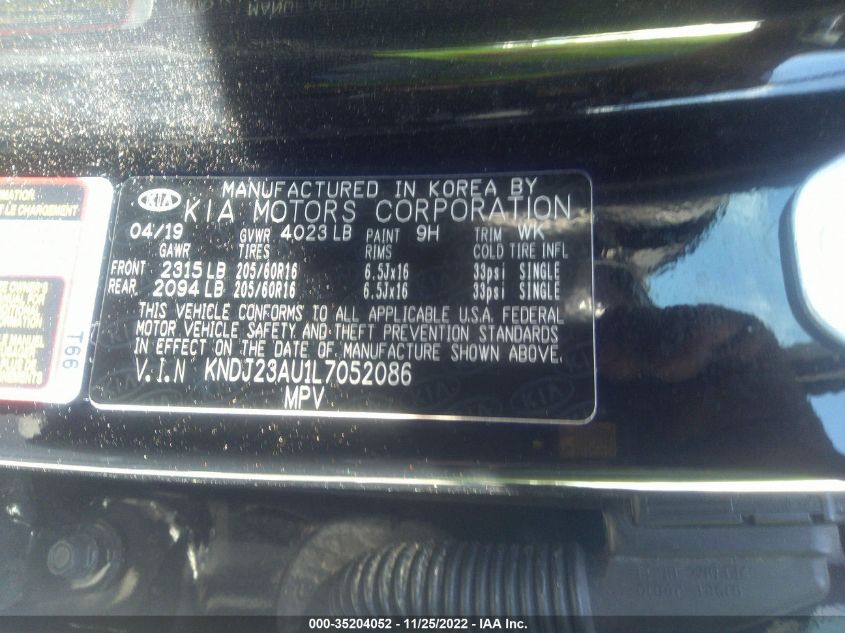 MANUFACTURED IN KOREA BY
KIA KIA MOTORS CORPORATION
04/19 GVWR 4023 LB PAINT 9H TRIM WK
GAWR TIRES RIMS COLD TIRE INFL
FRONT 2315 LB 205/60R16 6.5Jx16 33psi SINGLE
REAR 2094 LB 205/60R16 6.5Jx16 33psi SINGLE
THIS VEHICLE CONFORMS TO ALL APPLICABLE U.S.A. FEDERAL
MOTOR VEHICLE SAFETY AND THEFT PREVENTION STANDARDS
IN EFFECT ON THE DATE OF MANUFACTURE SHOWN ABOVE.
V.I.N KNDJ23AU1L7052086
MPV
LE CHARGEMENT
T66
000-35204052 - 11/25/2022 - IAA Inc.